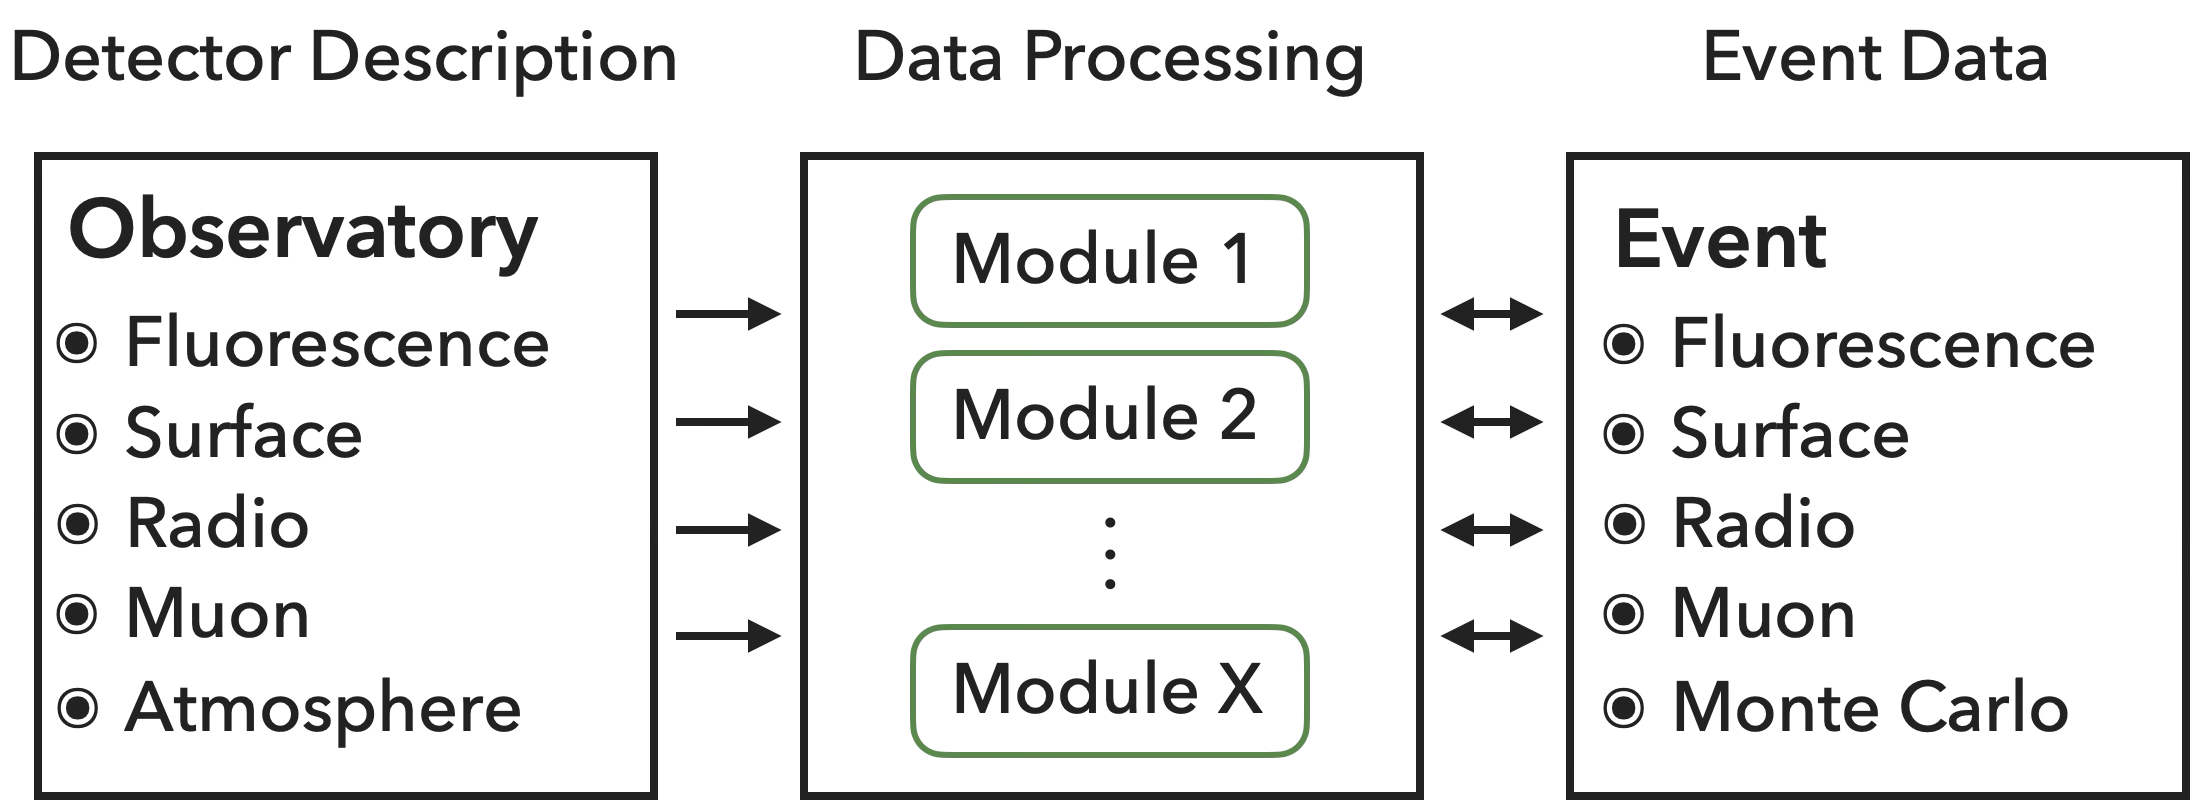 Detector Description
Data Processing
Event Data
Observatory
Fluorescence
Surface
Radio
Muon
Atmosphere
Module 1
Module 2
Module X
Event
Fluorescence
Surface
Radio
Muon
Monte Carlo